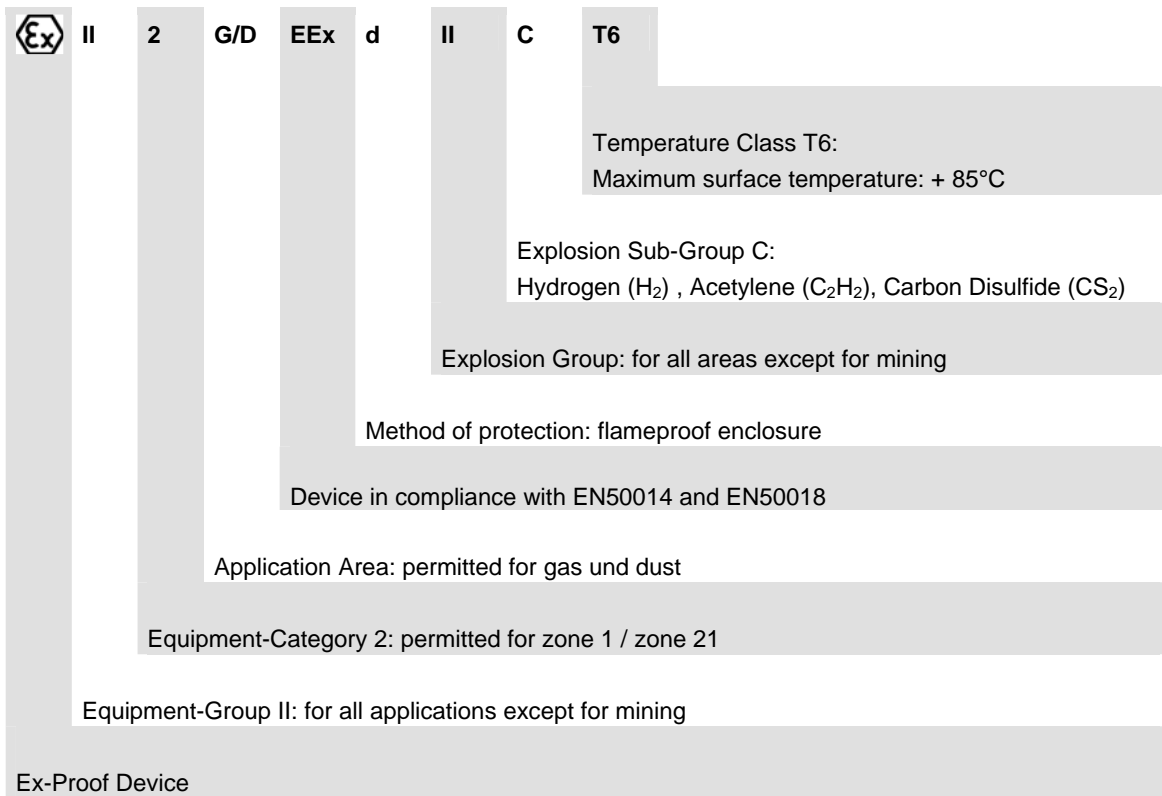 Ex II 2 G/D EEx d II C T6
Temperature Class T6:
Maximum surface temperature: + 85°C
Explosion Sub-Group C:
Hydrogen (H₂) , Acetylene (C₂H₂), Carbon Disulfide (CS₂)
Explosion Group: for all areas except for mining
Method of protection: flameproof enclosure
Device in compliance with EN50014 and EN50018
Application Area: permitted for gas und dust
Equipment-Category 2: permitted for zone 1 / zone 21
Equipment-Group II: for all applications except for mining
Ex-Proof Device